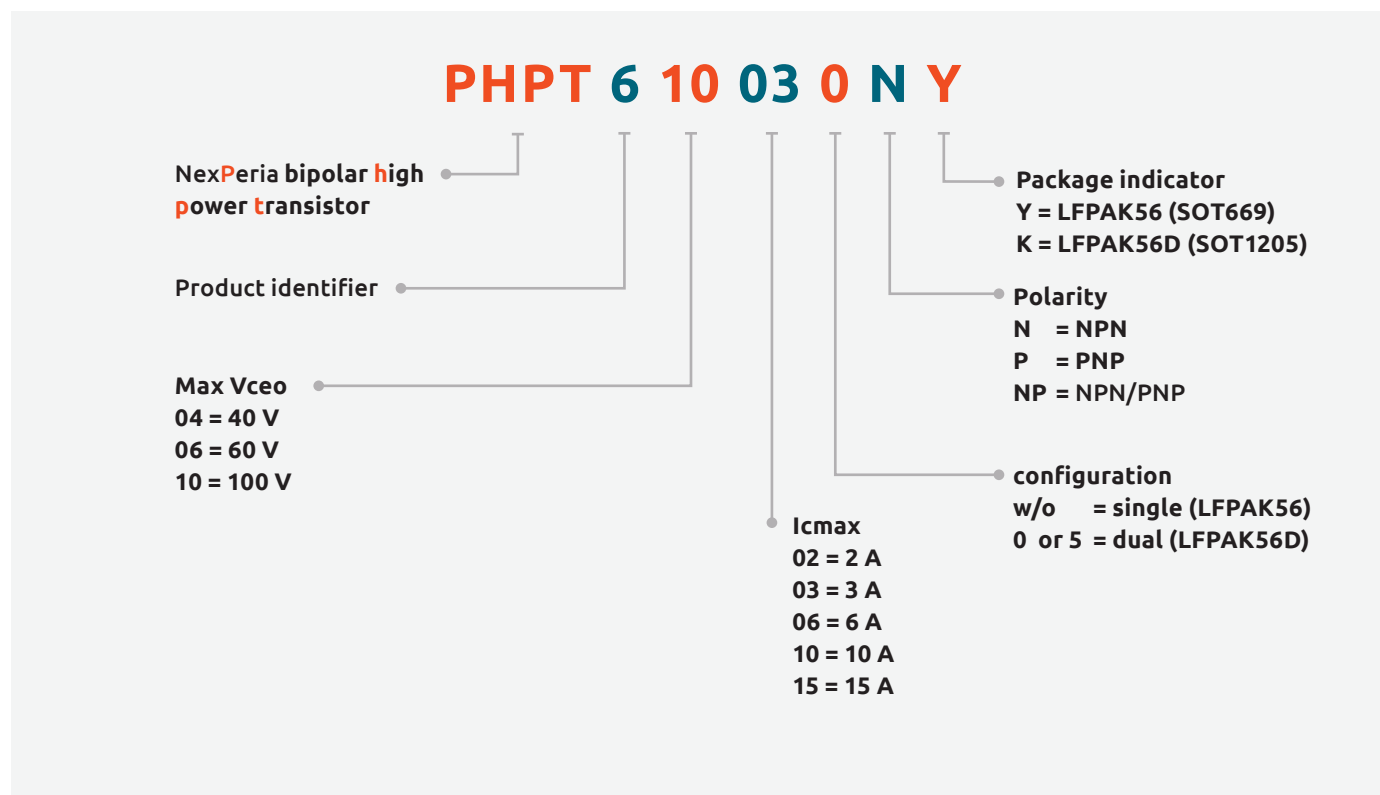 PHPT 6 10 03 0 N Y
NexPeria bipolar high
power transistor
Product identifier
Max Vceo
04 = 40 V
06 = 60 V
10 = 100 V
Icmax
02 = 2 A
03 = 3 A
06 = 6 A
10 = 10 A
15 = 15 A
Package indicator
Y = LFPAK56 (SOT669)
K = LFPAK56D (SOT1205)
Polarity
N = NPN
P = PNP
NP = NPN/PNP
configuration
w/o = single (LFPAK56)
0 or 5 = dual (LFPAK56D)